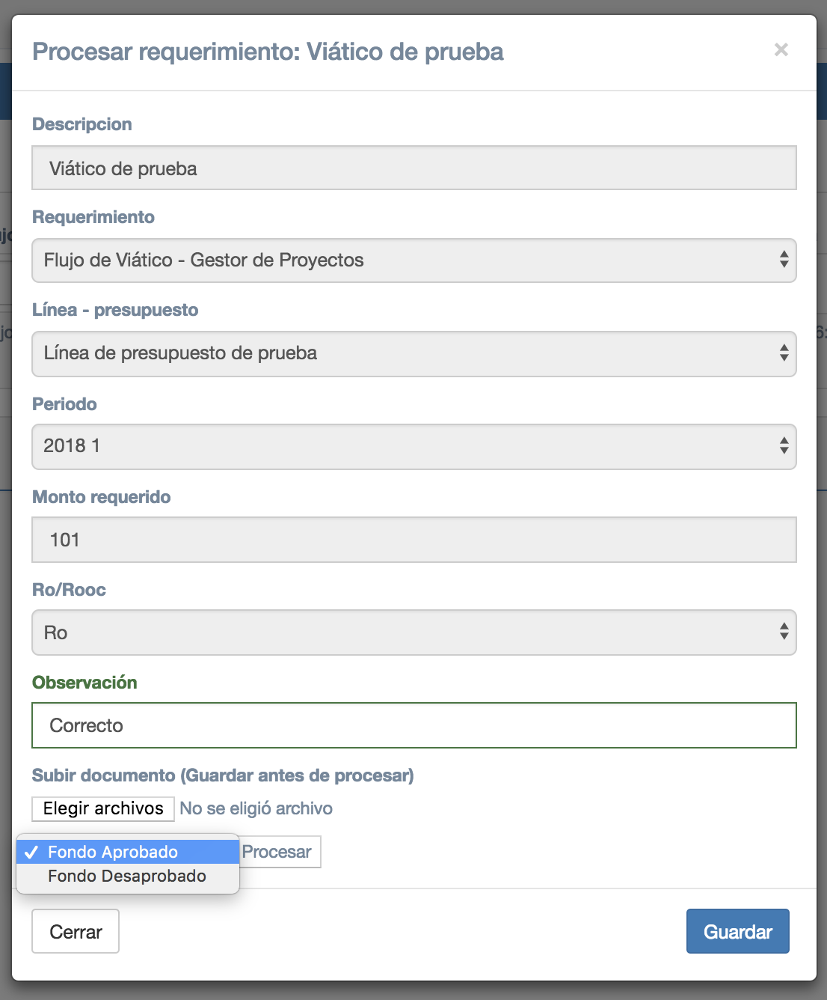 Procesar requerimiento: Viático de prueba
×
Descripcion
Viático de prueba
Requerimiento
Flujo de Viático - Gestor de Proyectos
Línea - presupuesto
Línea de presupuesto de prueba
Periodo
2018 1
Monto requerido
101
Ro/Rooc
Ro
Observación
Correcto
Subir documento (Guardar antes de procesar)
Elegir archivos No se eligió archivo
✓ Fondo Aprobado
Procesar
Fondo Desaprobado
Cerrar
Guardar